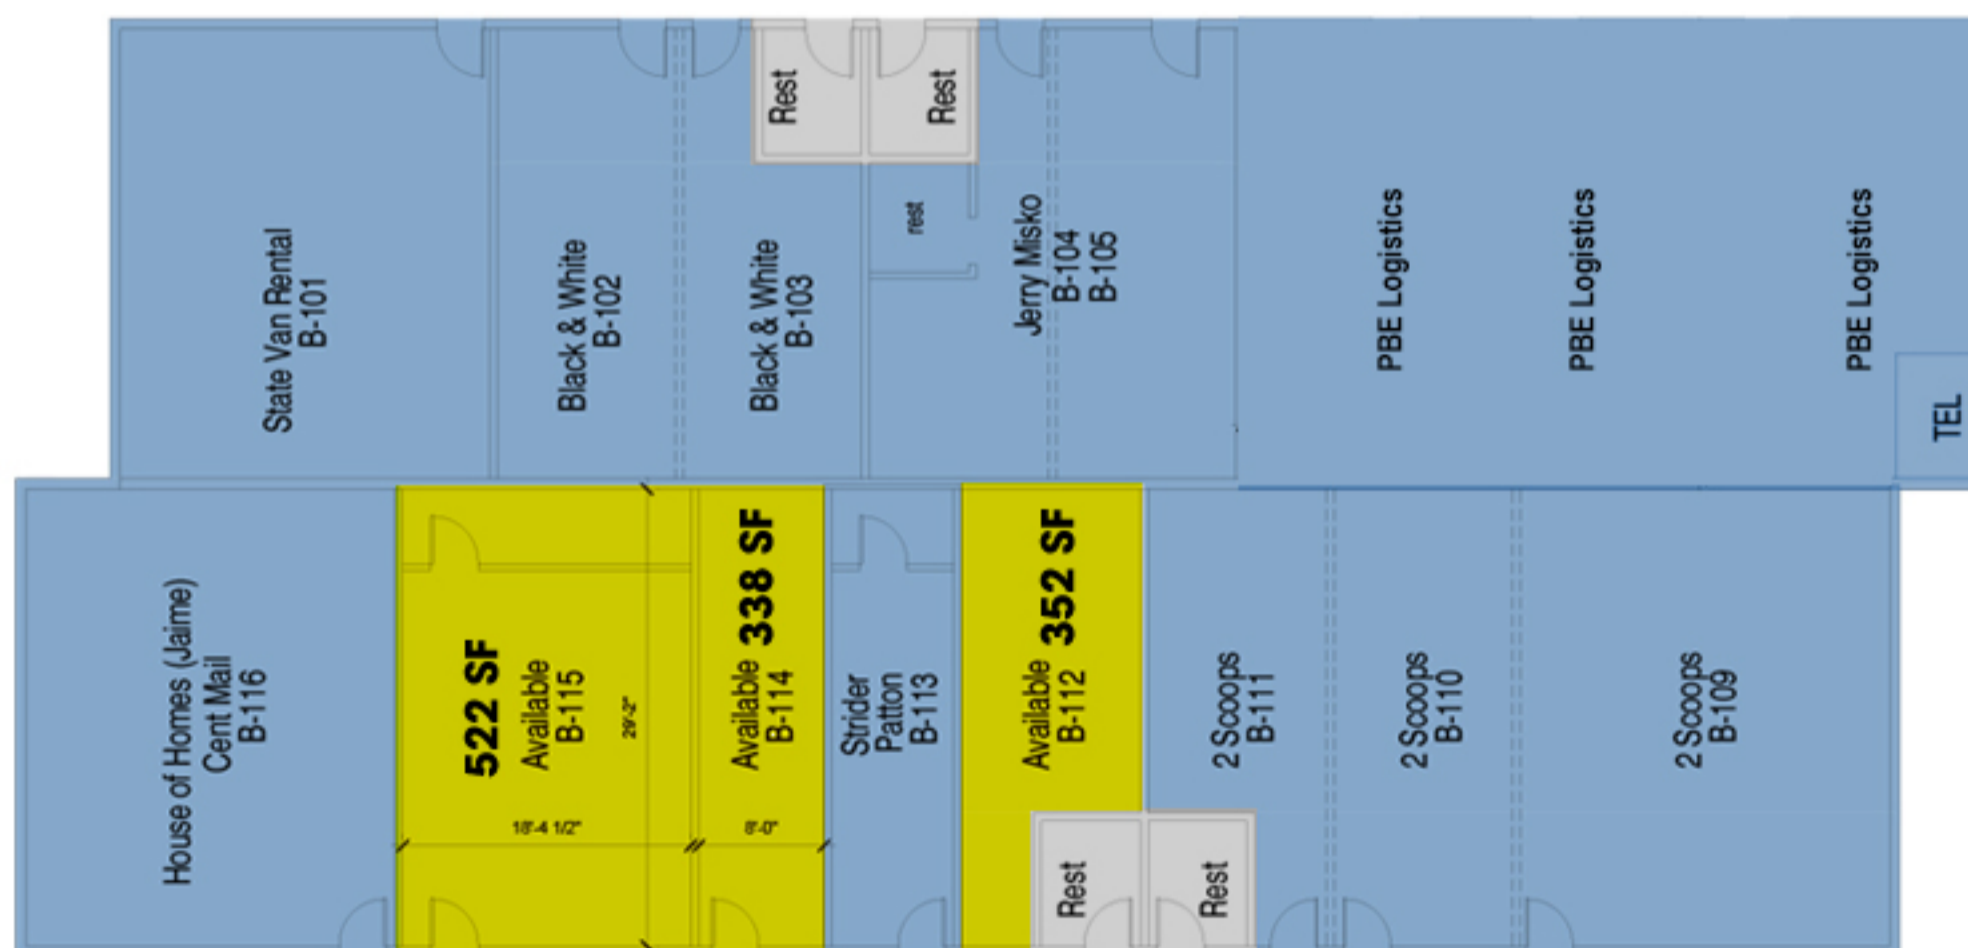 Rest
Rest
rest
State Van Rental
B-101
Black & White
B-102
Black & White
B-103
Jerry Misko
B-104
B-105
PBE Logistics
PBE Logistics
PBE Logistics
TEL
House of Homes (Jaime)
Cent Mail
B-116
522 SF
Available
B-115
29'-2"
18'-4 1/2"
338 SF
Available
B-114
8'-0"
Strider
Patton
B-113
352 SF
Available
B-112
2 Scoops
B-111
2 Scoops
B-110
2 Scoops
B-109
Rest
Rest